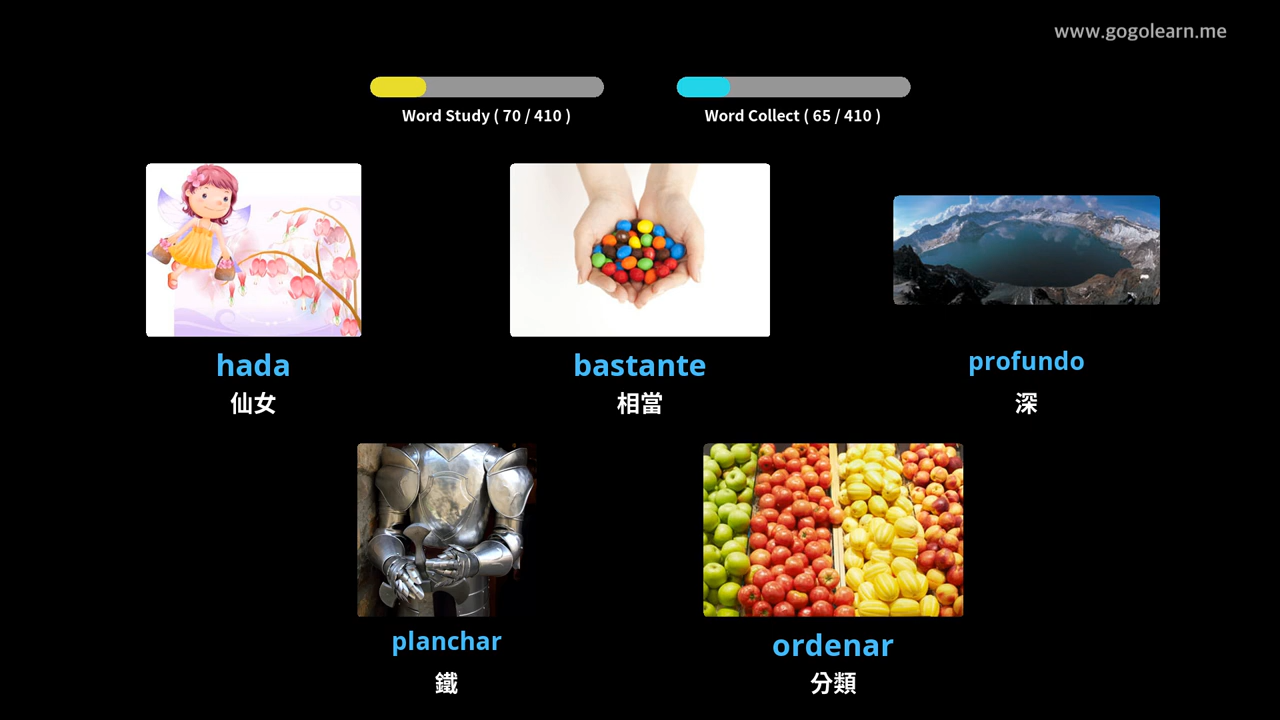 www.gogolearn.me
Word Study ( 70 / 410 )
Word Collect ( 65 / 410 )
hada
仙女
bastante
相當
profundo
深
planchar
鐵
ordenar
分類